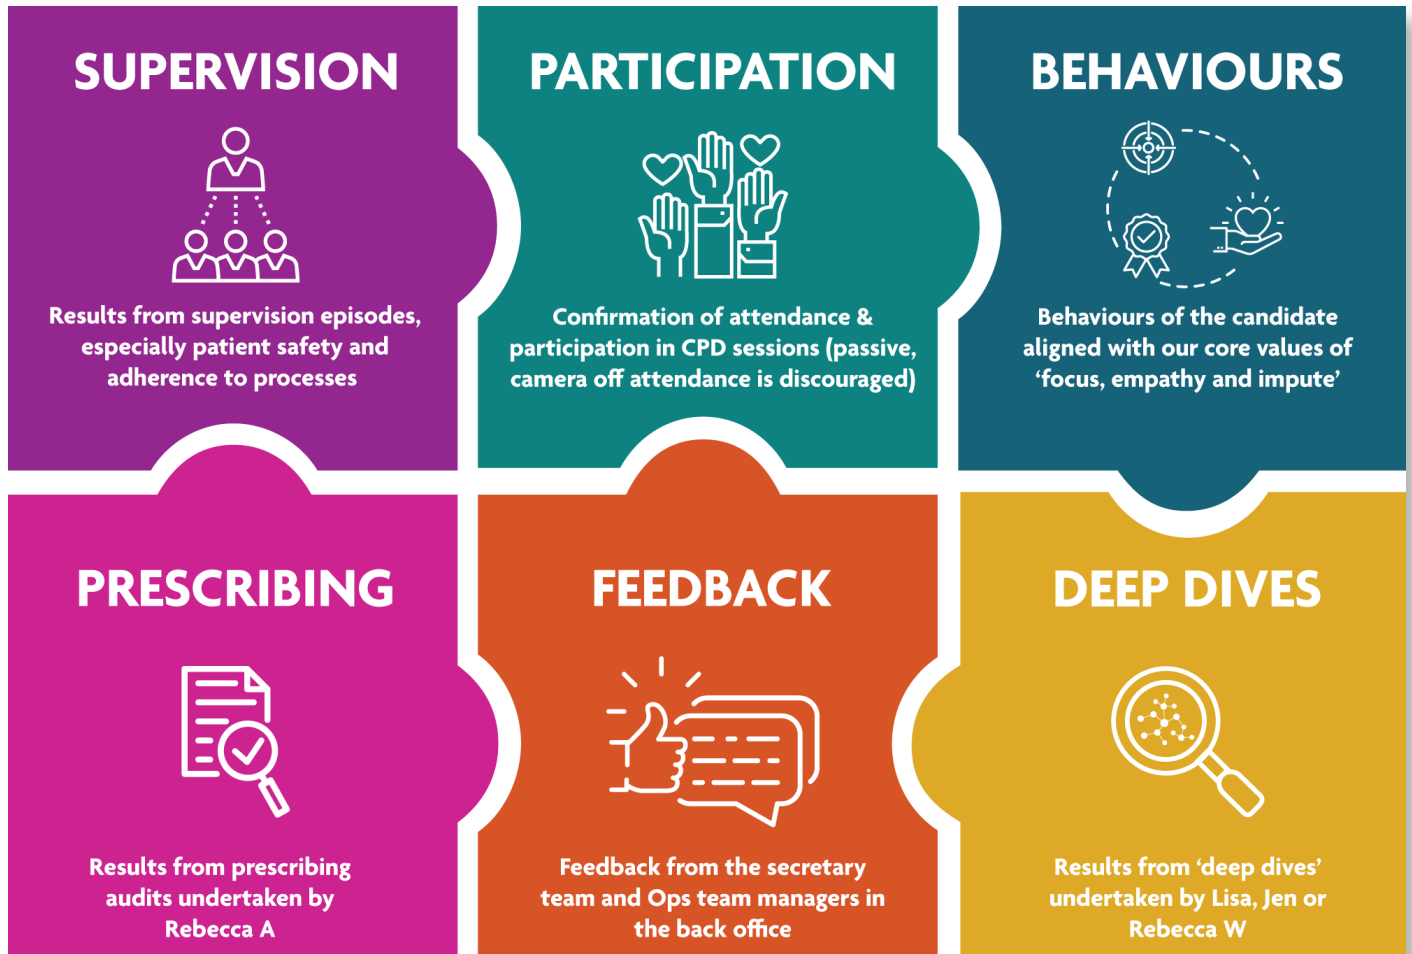 SUPERVISION
Results from supervision episodes,
especially patient safety and
adherence to processes
PARTICIPATION
Confirmation of attendance &
participation in CPD sessions (passive,
camera off attendance is discouraged)
BEHAVIOURS
Behaviours of the candidate
aligned with our core values of
‘focus, empathy and impute’
PRESCRIBING
Results from prescribing
audits undertaken by
Rebecca A
FEEDBACK
Feedback from the secretary
team and Ops team managers in
the back office
DEEP DIVES
Results from ‘deep dives’
undertaken by Lisa, Jen or
Rebecca W